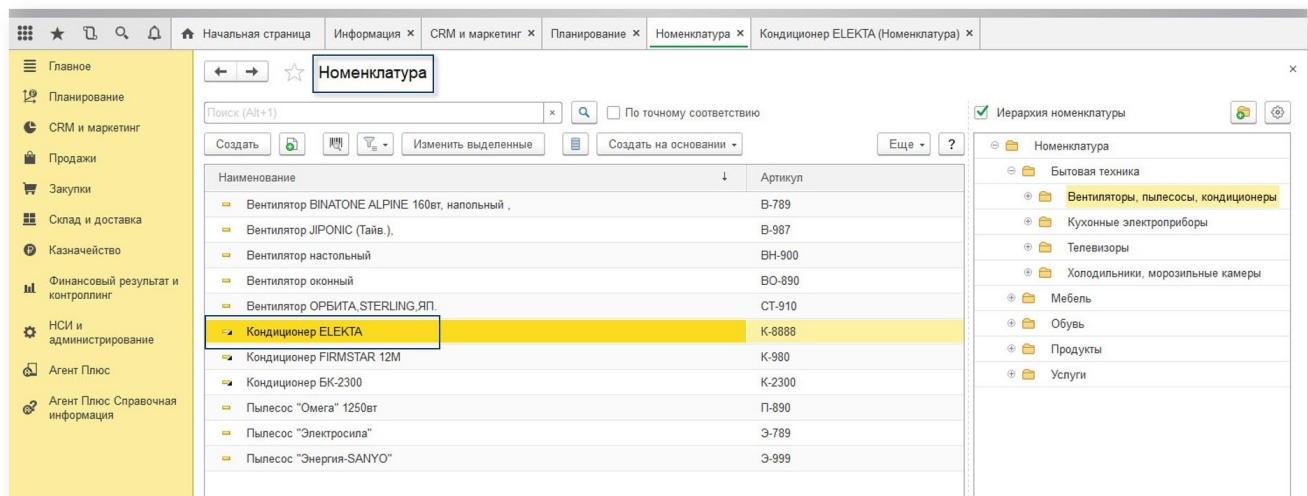 Начальная страница
Информация ×
CRM и маркетинг ×
Планирование ×
Номенклатура ×
Кондиционер ELEKTA (Номенклатура) ×
Главное
Планирование
CRM и маркетинг
Продажи
Закупки
Склад и доставка
Казначейство
Финансовый результат и
контроллинг
НСИ и
администрирование
Агент Плюс
Агент Плюс Справочная
информация
Номенклатура
Поиск (Alt+1)
По точному соответствию
Создать
Изменить выделенные
Создать на основании
Еще
?
Наименование Артикул
Вентилятор BINATONE ALPINE 160вт, напольный , В-789
Вентилятор JIPONIC (Тайв.), В-987
Вентилятор настольный ВН-900
Вентилятор оконный ВО-890
Вентилятор ОРБИТА,STERLING,ЯП. СТ-910
Кондиционер ELEKTA К-8888
Кондиционер FIRMSTAR 12М К-980
Кондиционер БК-2300 К-2300
Пылесос "Омега" 1250вт П-890
Пылесос "Электросила" Э-789
Пылесос "Энергия-SANYO" Э-999
Иерархия номенклатуры
Номенклатура
Бытовая техника
Вентиляторы, пылесосы, кондиционеры
Кухонные электроприборы
Телевизоры
Холодильники, морозильные камеры
Мебель
Обувь
Продукты
Услуги